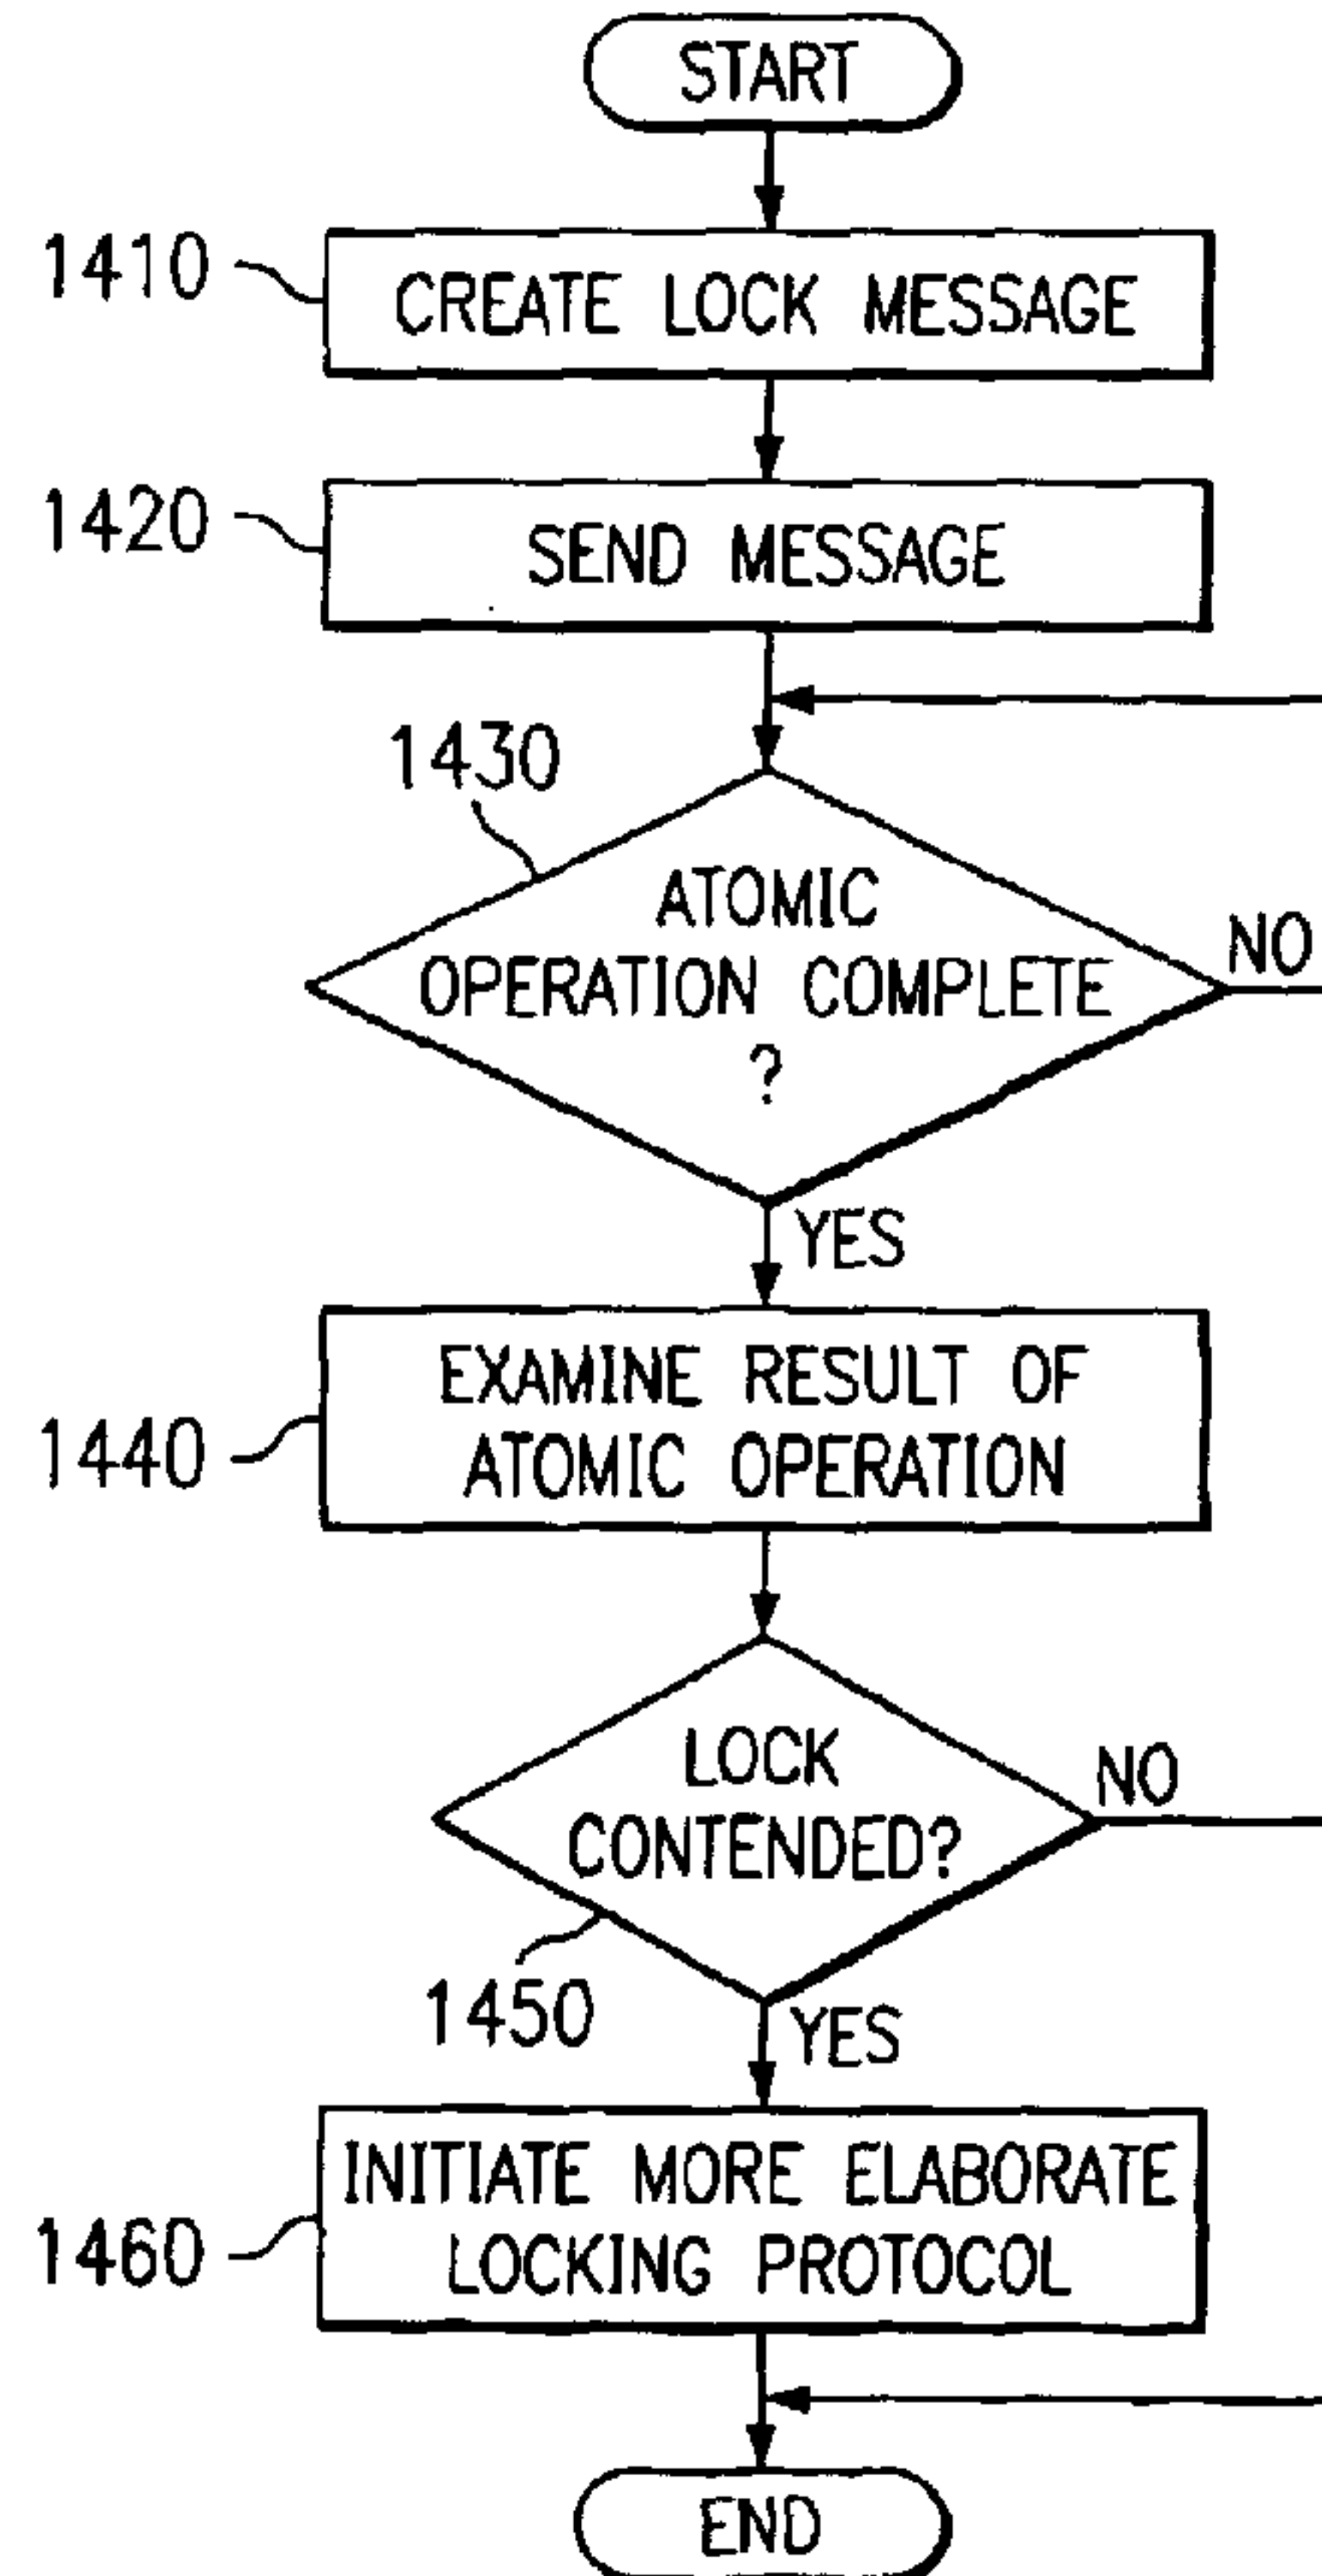 START
1410
CREATE LOCK MESSAGE
1420
SEND MESSAGE
1430
ATOMIC
OPERATION COMPLETE
?
NO
YES
1440
EXAMINE RESULT OF
ATOMIC OPERATION
LOCK
CONTENDED?
NO
1450
YES
1460
INITIATE MORE ELABORATE
LOCKING PROTOCOL
END